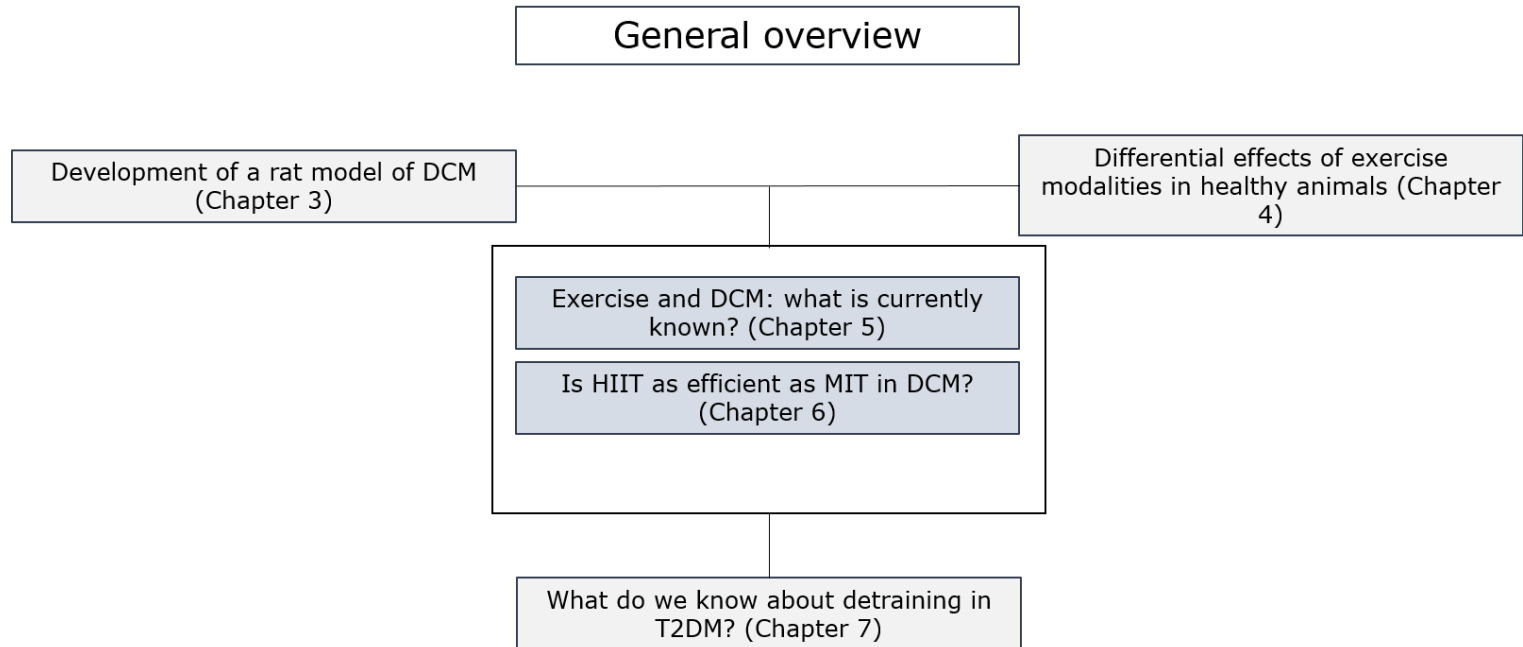 General overview
Development of a rat model of DCM
(Chapter 3)
Differential effects of exercise
modalities in healthy animals (Chapter
4)
Exercise and DCM: what is currently
known? (Chapter 5)
Is HIIT as efficient as MIT in DCM?
(Chapter 6)
What do we know about detraining in
T2DM? (Chapter 7)